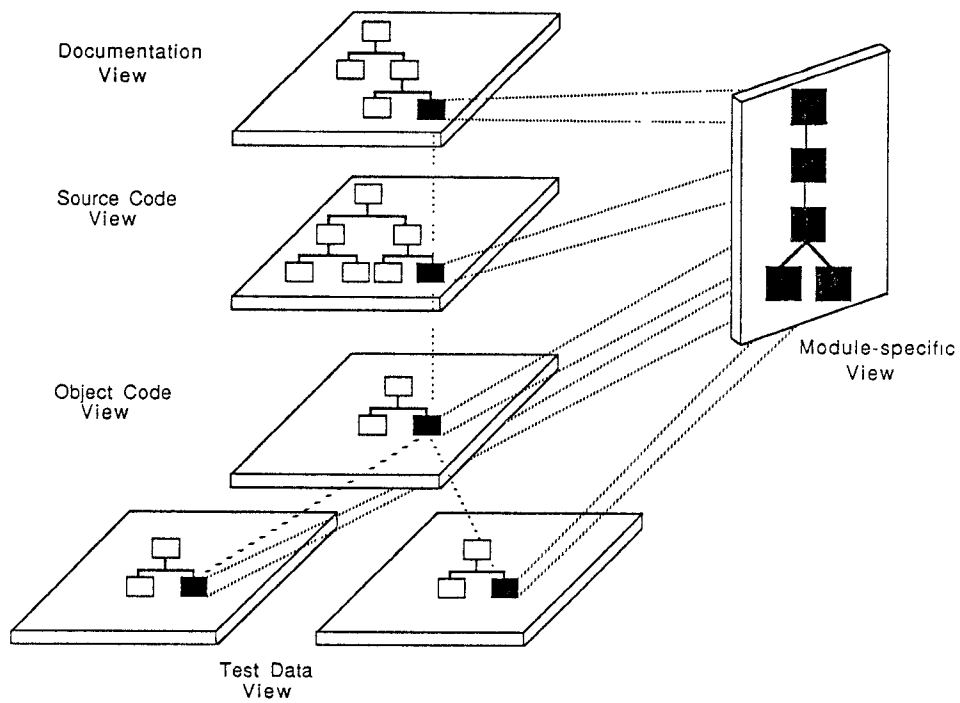 Documentation
View
Source Code
View
Object Code
View
Module-specific
View
Test Data
View